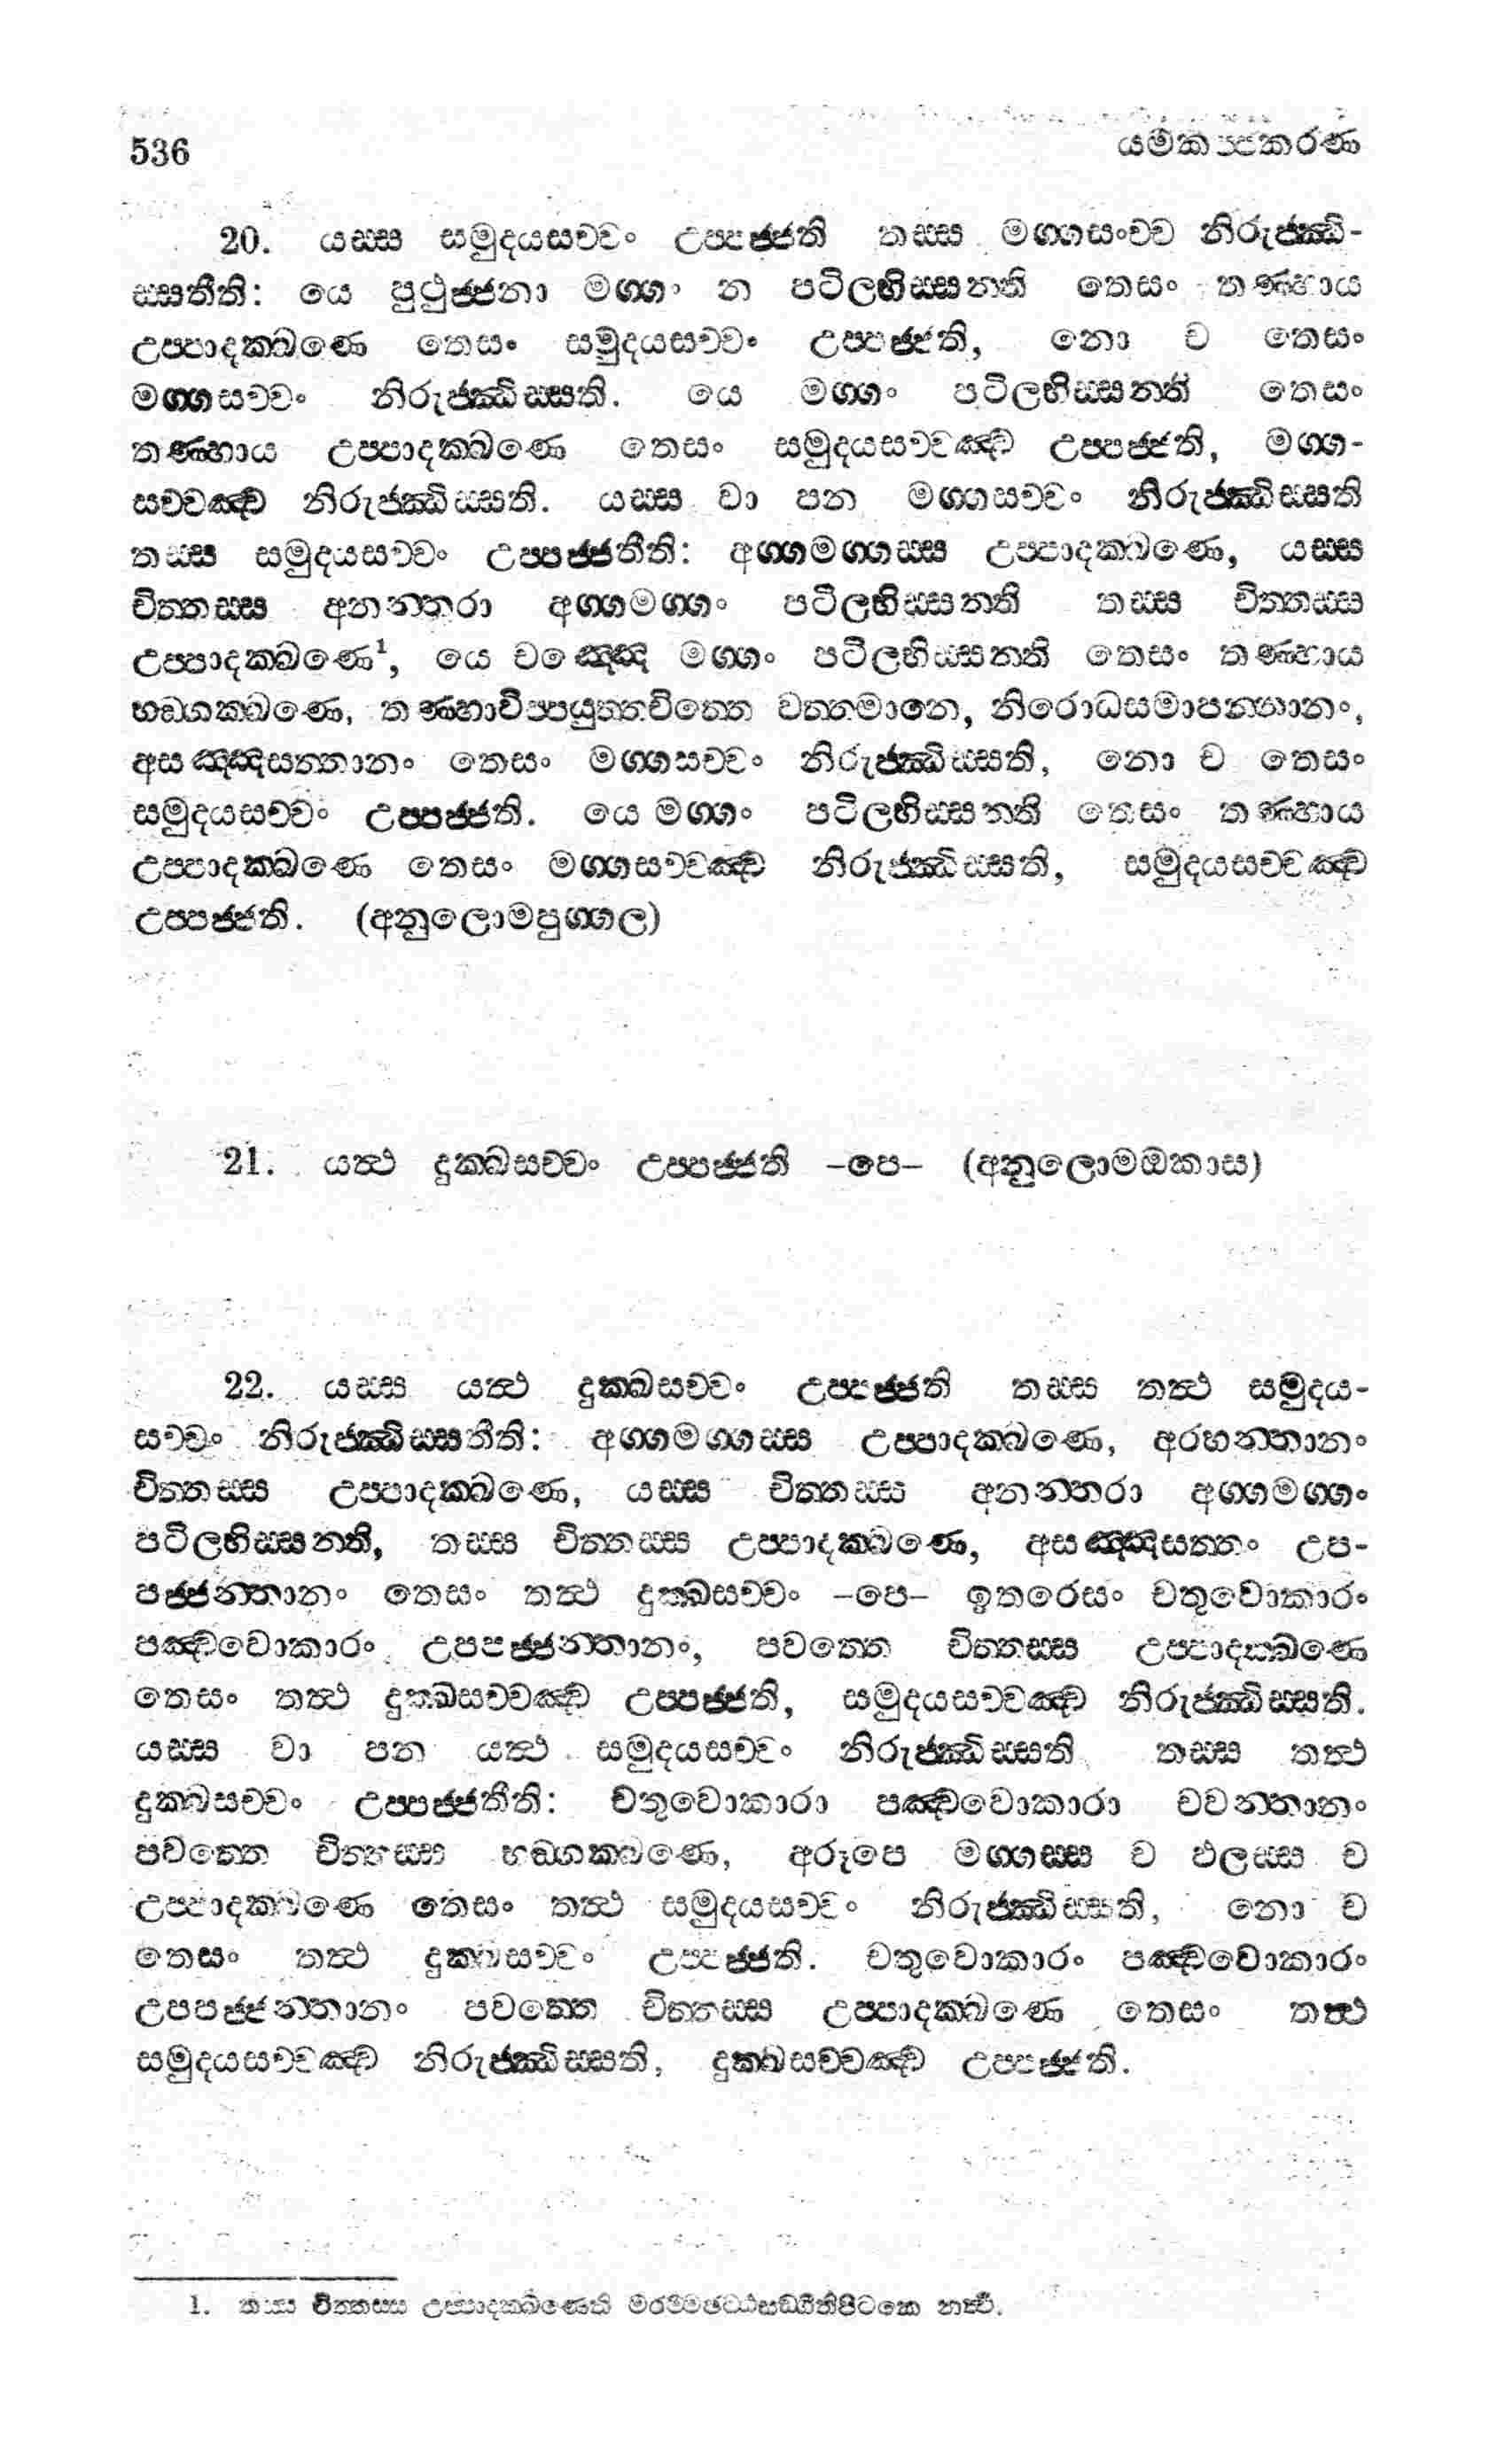 536
යමකප්පකරණ
20. යස්ස සමුදයසච්චං උප්පජ්ජති තස්ස මග්ගසංච්ච නිරුජ්ඣි-
ස්සතීති: යෙ පුථුජ්ජනා මග්ගං න පටිලභිස්සන්ති තෙසං තණ්හාය
උප්පාදක්ඛණෙ තෙසං සමුදයසච්චං උප්පජ්ජති, නො ච තෙසං
මග්ගසච්චං නිරුජ්ඣිස්සති. යෙ මග්ගං පටිලභිස්සන්ති තෙසං
තණ්හාය උප්පාදක්ඛණෙ තෙසං සමුදයසච්චඤ්ච උප්පජ්ජති, මග්ග-
සච්චඤ්ච නිරුජ්ඣිස්සති. යස්ස වා පන මග්ගසච්චං නිරුජ්ඣිස්සති
තස්ස සමුදයසච්චං උප්පජ්ජතීති: අග්ගමග්ගස්ස උප්පාදක්ඛණෙ, යස්ස
චිත්තස්ස අනන්තරා අග්ගමග්ගං පටිලභිස්සන්ති තස්ස චිත්තස්ස
උප්පාදක්ඛණෙ¹, යෙ චඤ්ඤෙ මග්ගං පටිලභිස්සන්ති තෙසං තණ්හාය
භඞ්ගක්ඛණෙ, තණ්හාවිප්පයුත්තචිත්තෙ වත්තමානෙ, නිරොධසමාපන්නානං,
අසඤ්ඤසත්තානං තෙසං මග්ගසච්චං නිරුජ්ඣිස්සති, නො ච තෙසං
සමුදයසච්චං උප්පජ්ජති. යෙ මග්ගං පටිලභිස්සන්ති තෙසං තණ්හාය
උප්පාදක්ඛණෙ තෙසං මග්ගසච්චඤ්ච නිරුජ්ඣිස්සති, සමුදයසච්චඤ්ච
උප්පජ්ජති. (අනුලොමපුග්ගල)
21. යත්ථ දුක්ඛසච්චං උප්පජ්ජති –පෙ– (අනුලොමඔකාස)
22. යස්ස යත්ථ දුක්ඛසච්චං උප්පජ්ජති තස්ස තත්ථ සමුදය-
සච්චං නිරුජ්ඣිස්සතීති: අග්ගමග්ගස්ස උප්පාදක්ඛණෙ, අරහන්තානං
චිත්තස්ස උප්පාදක්ඛණෙ, යස්ස චිත්තස්ස අනන්තරා අග්ගමග්ගං
පටිලභිස්සන්ති, තස්ස චිත්තස්ස උප්පාදක්ඛණෙ, අසඤ්ඤසත්තං උප-
පජ්ජන්තානං තෙසං තත්ථ දුක්ඛසච්චං –පෙ– ඉතරෙසං චතුවොකාරං
පඤ්චවොකාරං උපපජ්ජන්තානං, පවත්තෙ චිත්තස්ස උප්පාදක්ඛණෙ
තෙසං තත්ථ දුක්ඛසච්චඤ්ච උප්පජ්ජති, සමුදයසච්චඤ්ච නිරුජ්ඣිස්සති.
යස්ස වා පන යත්ථ සමුදයසච්චං නිරුජ්ඣිස්සති තස්ස තත්ථ
දුක්ඛසච්චං උප්පජ්ජතීති: චතුවොකාරා පඤ්චවොකාරා චවන්තානං
පවත්තෙ චිත්තස්ස භඞ්ගක්ඛණෙ, අරූපෙ මග්ගස්ස ච ඵලස්ස ච
උප්පාදක්ඛණෙ තෙසං තත්ථ සමුදයසච්චං නිරුජ්ඣිස්සති, නො ච
තෙසං තත්ථ දුක්ඛසච්චං උප්පජ්ජති. චතුවොකාරං පඤ්චවොකාරං
උපපජ්ජන්තානං පවත්තෙ චිත්තස්ස උප්පාදක්ඛණෙ තෙසං තත්ථ
සමුදයසච්චඤ්ච නිරුජ්ඣිස්සති, දුක්ඛසච්චඤ්ච උප්පජ්ජති.
1. තස්ස චිත්තස්ස උප්පාදක්ඛණෙති මරම්මඡට්ඨසඞ්ගීතිපිටකෙ නත්ථි.